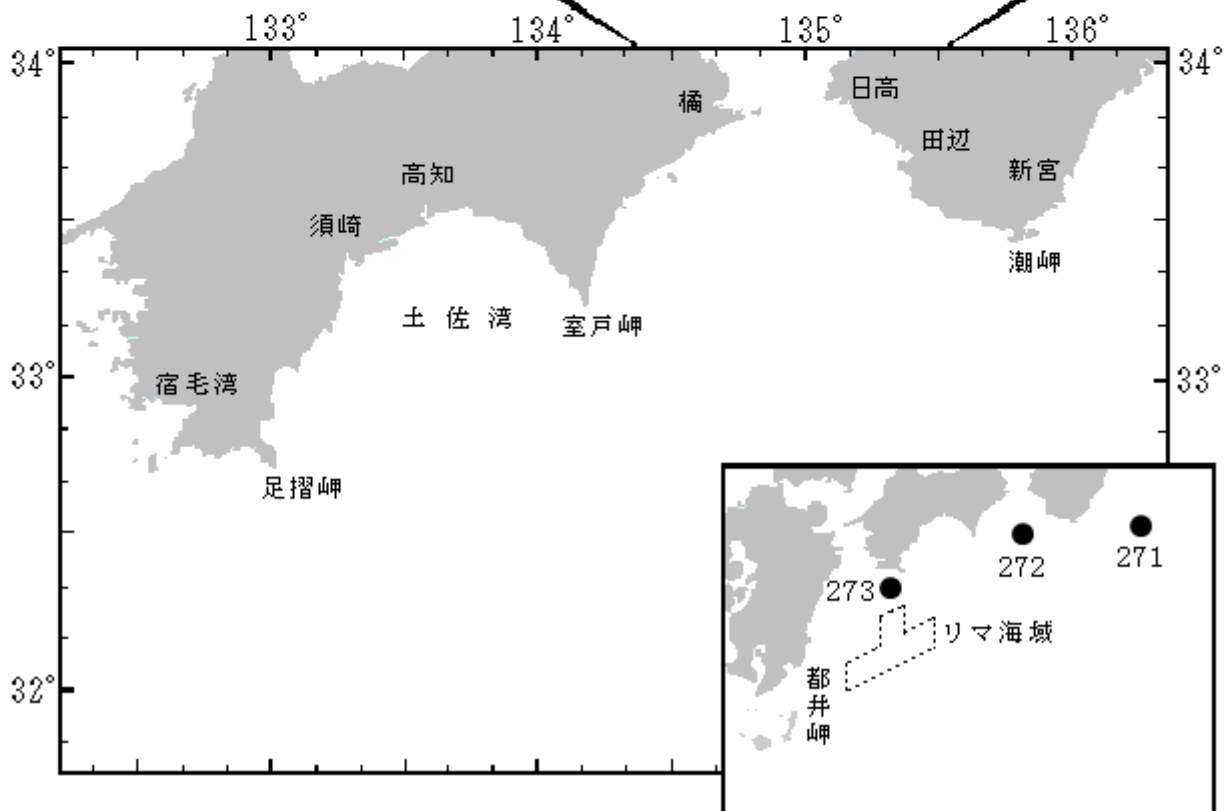 133°
134°
135°
136°
34°
34°
橘
日高
田辺
高知
新宮
須崎
潮岬
土佐湾
室戸岬
33°
33°
宿毛湾
足摺岬
271
272
273
リマ海域
都井岬
32°